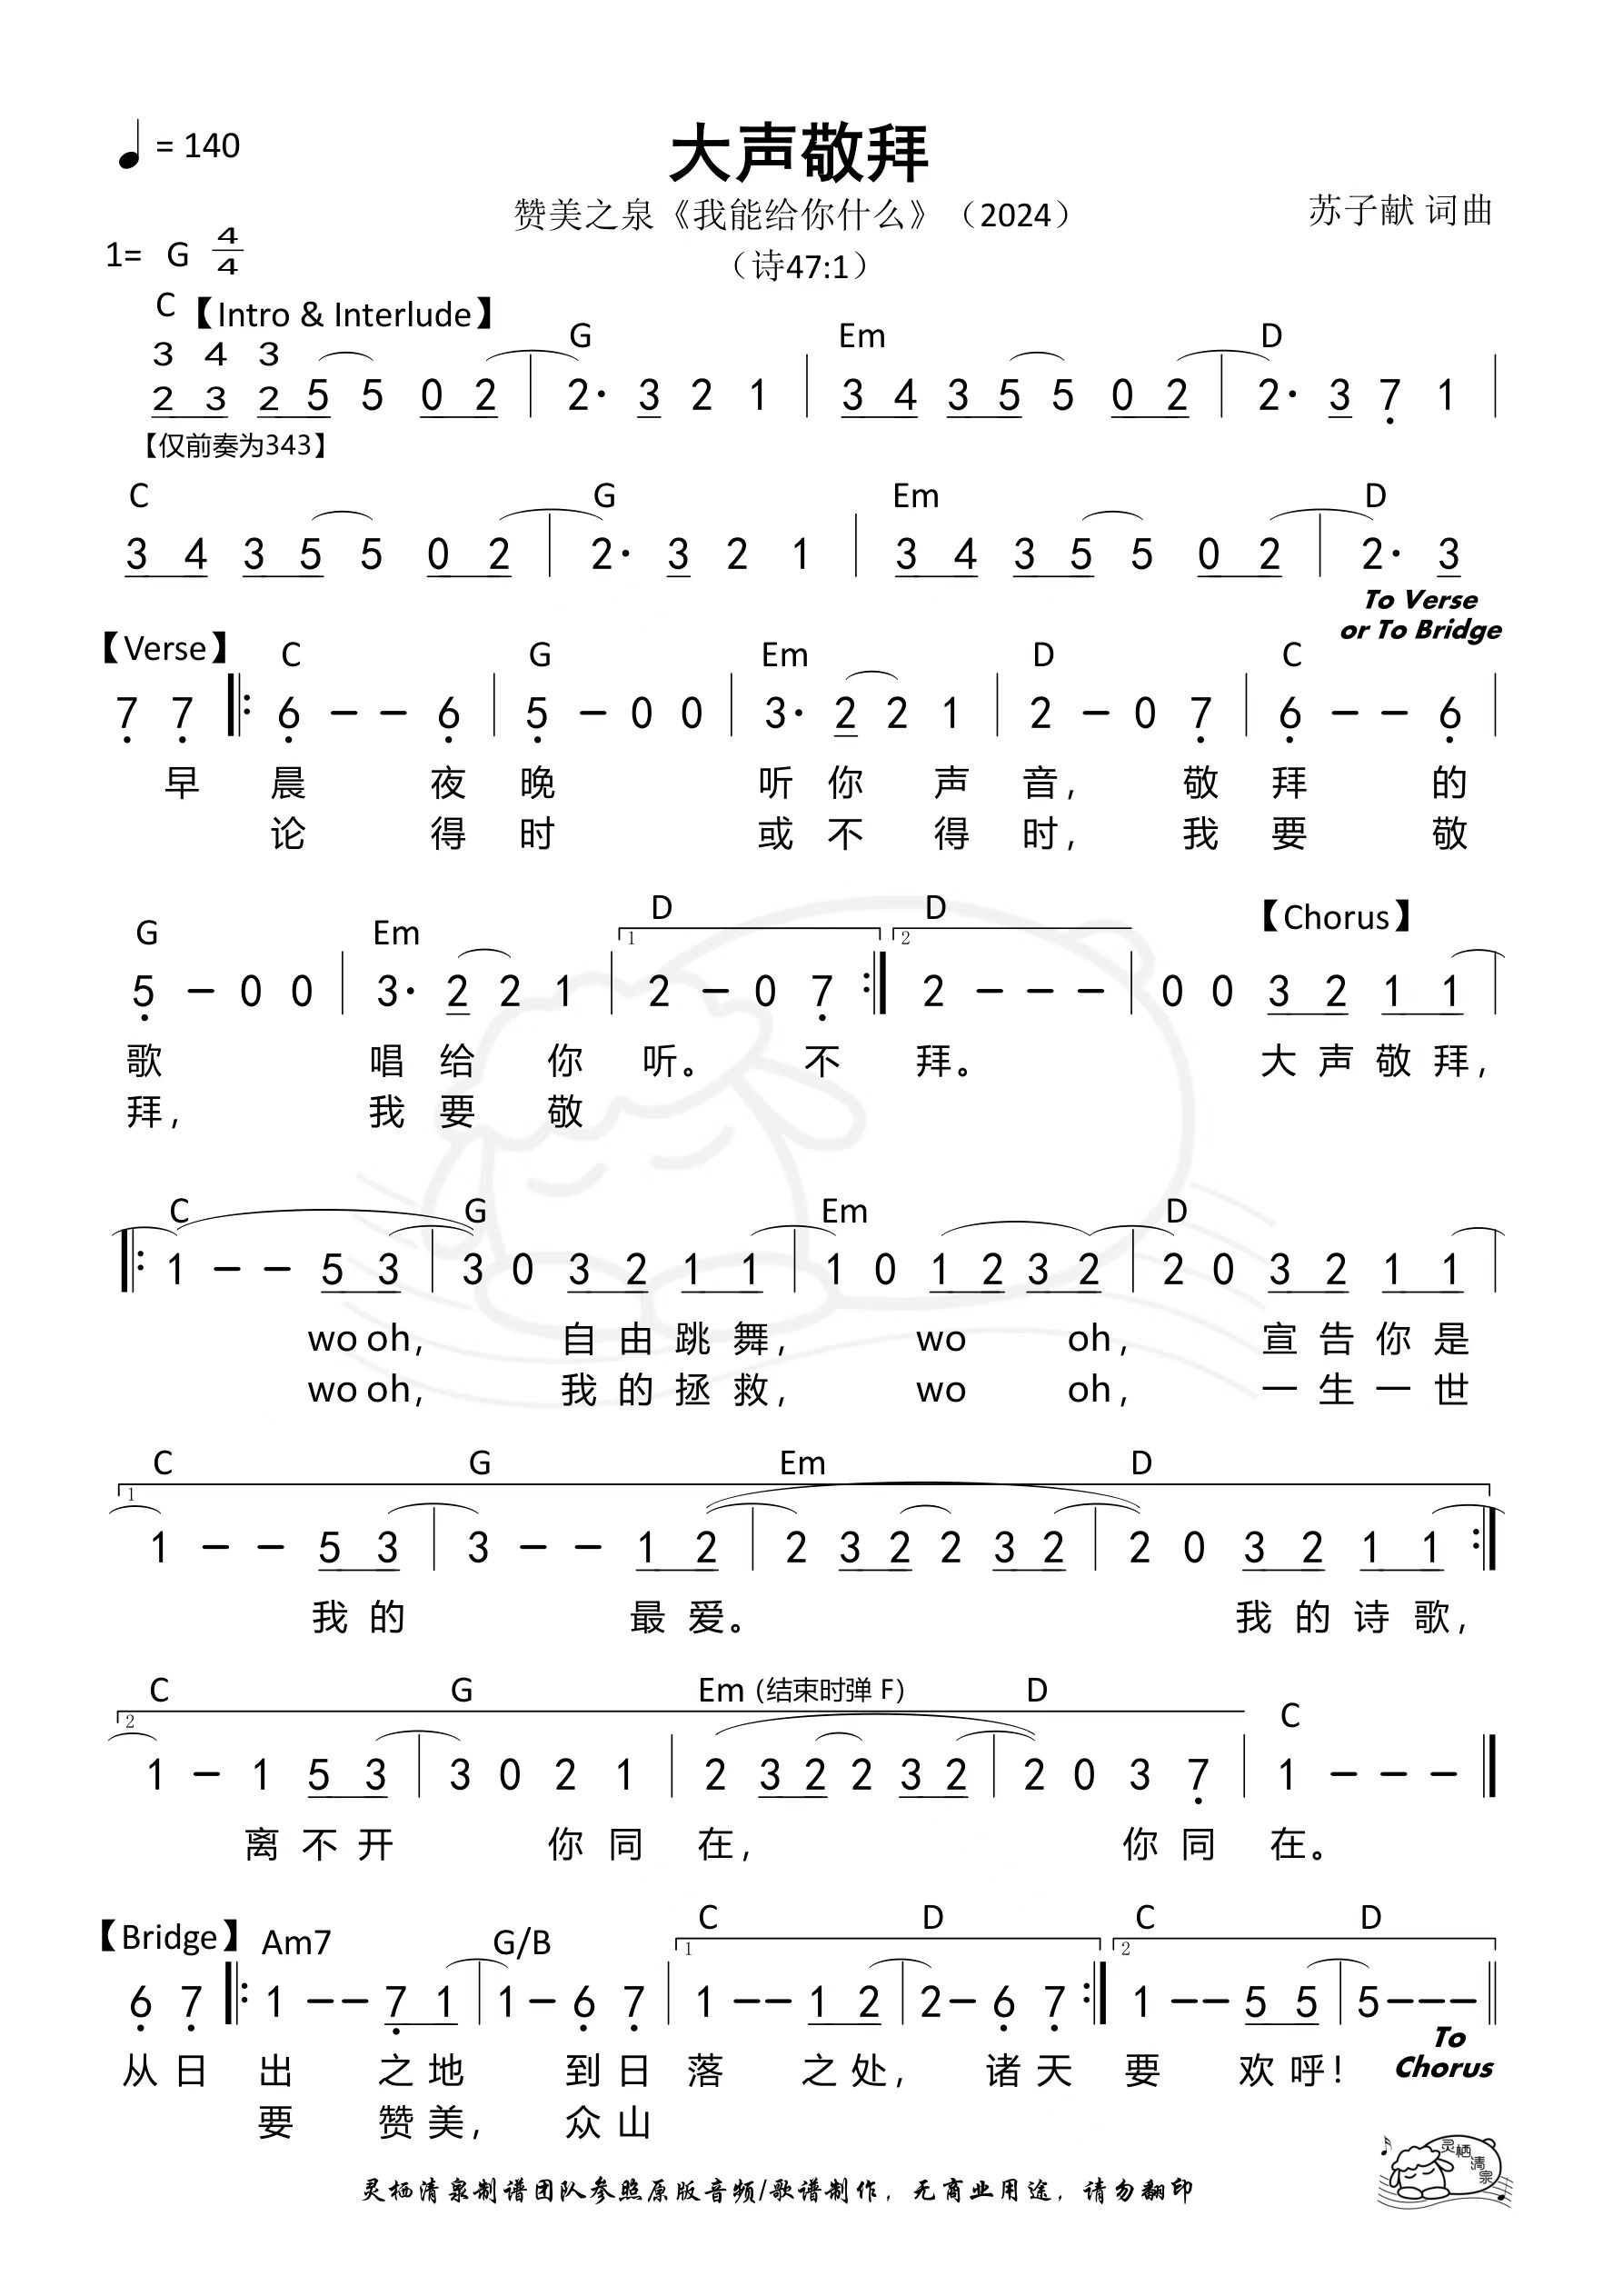 ♩ = 140
大声敬拜
赞美之泉《我能给你什么》（2024）
苏子献 词曲
1= G 4/4
（诗47:1）
C 【Intro & Interlude】 G Em D
3 4 3
2 3 2 5 5 0 2 | 2· 3 2 1 | 3 4 3 5 5 0 2 | 2· 3 7 1 |
【仅前奏为343】
C G Em D
3 4 3 5 5 0 2 | 2· 3 2 1 | 3 4 3 5 5 0 2 | 2· 3
To Verse
or To Bridge
【Verse】 C G Em D C
7 7 ‖: 6 – – 6 | 5 – 0 0 | 3· 2 2 1 | 2 – 0 7 | 6 – – 6 |
早 晨 夜 晚 听 你 声 音， 敬 拜 的
论 得 时 或 不 得 时， 我 要 敬
G Em D D 【Chorus】
1 2
5 – 0 0 | 3· 2 2 1 | 2 – 0 7 :‖ 2 – – – | 0 0 3 2 1 1 |
歌 唱 给 你 听。 不 拜。 大 声 敬 拜，
拜， 我 要 敬
C G Em D
‖: 1 – – 5 3 | 3 0 3 2 1 1 | 1 0 1 2 3 2 | 2 0 3 2 1 1 |
wo oh， 自 由 跳 舞， wo oh， 宣 告 你 是
wo oh， 我 的 拯 救， wo oh， 一 生 一 世
C G Em D
1
1 – – 5 3 | 3 – – 1 2 | 2 3 2 2 3 2 | 2 0 3 2 1 1 :‖
我 的 最 爱。 我 的 诗 歌，
C G Em (结束时弹 F) D C
2
1 – 1 5 3 | 3 0 2 1 | 2 3 2 2 3 2 | 2 0 3 7 | 1 – – – ‖
离 不 开 你 同 在， 你 同 在。
【Bridge】 Am7 G/B C D C D
1 2
6 7 ‖: 1 – – 7 1 | 1 – 6 7 | 1 – – 1 2 | 2 – 6 7 :‖ 1 – – 5 5 | 5 – – – ‖
从 日 出 之 地 到 日 落 之 处， 诸 天 要 欢 呼！
要 赞 美， 众 山
To
Chorus
灵栖清泉制谱团队参照原版音频/歌谱制作，无商业用途，请勿翻印
灵栖清泉